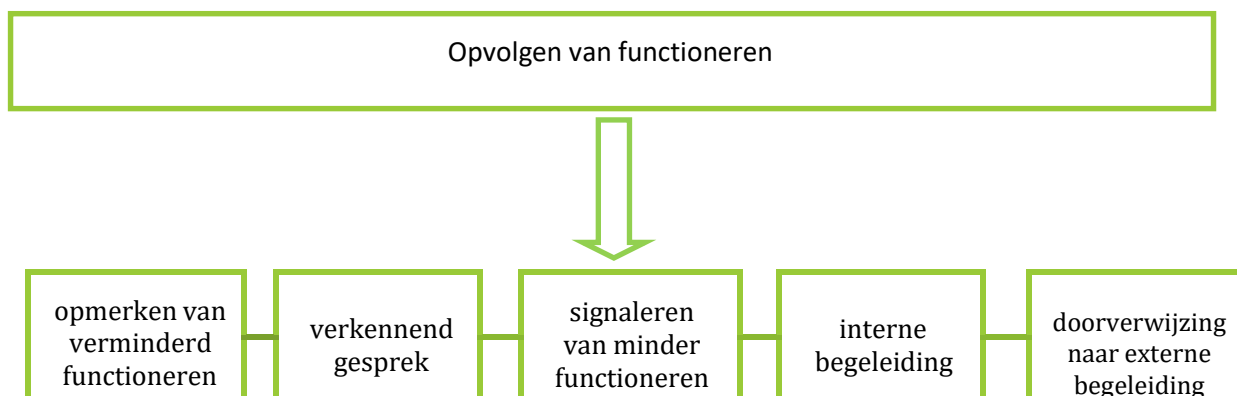 Opvolgen van functioneren
opmerken van
verminderd
functioneren
verkennend
gesprek
signaleren
van minder
functioneren
interne
begeleiding
doorverwijzing
naar externe
begeleiding